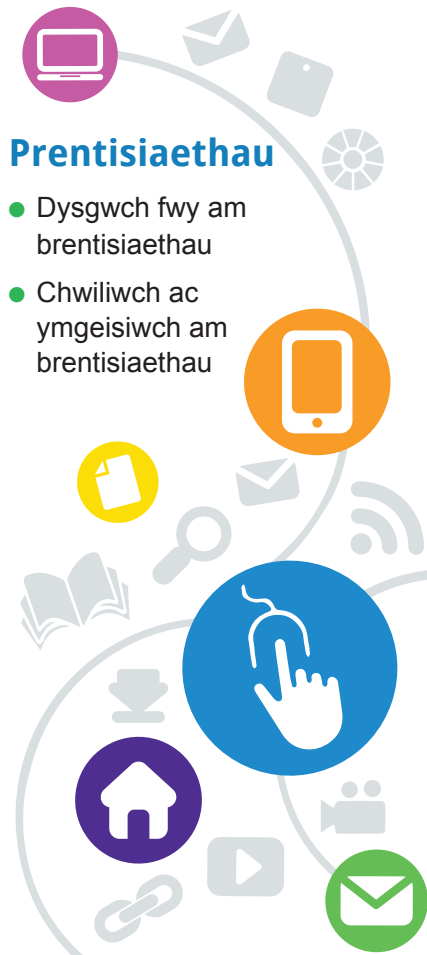 Prentisiaethau
● Dysgwch fwy am
brentisiaethau
● Chwiliwch ac
ymgeisiwch am
brentisiaethau